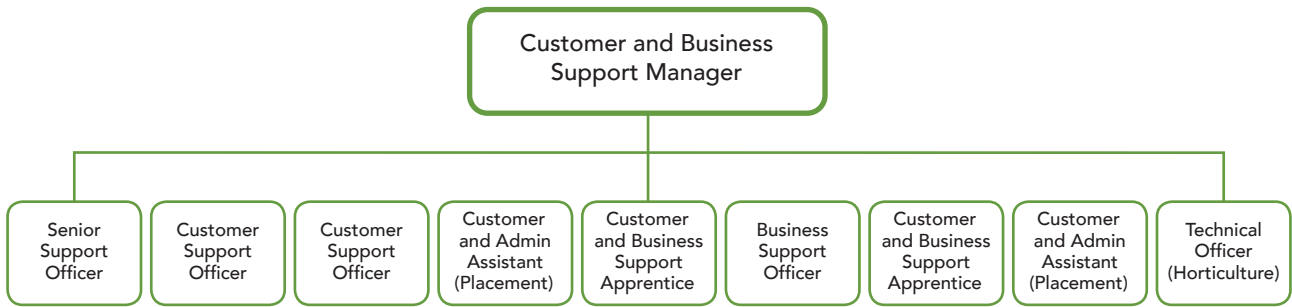 Customer and Business
Support Manager
Senior
Support
Officer
Customer
Support
Officer
Customer
Support
Officer
Customer
and Admin
Assistant
(Placement)
Customer
and Business
Support
Apprentice
Business
Support
Officer
Customer
and Business
Support
Apprentice
Customer
and Admin
Assistant
(Placement)
Technical
Officer
(Horticulture)